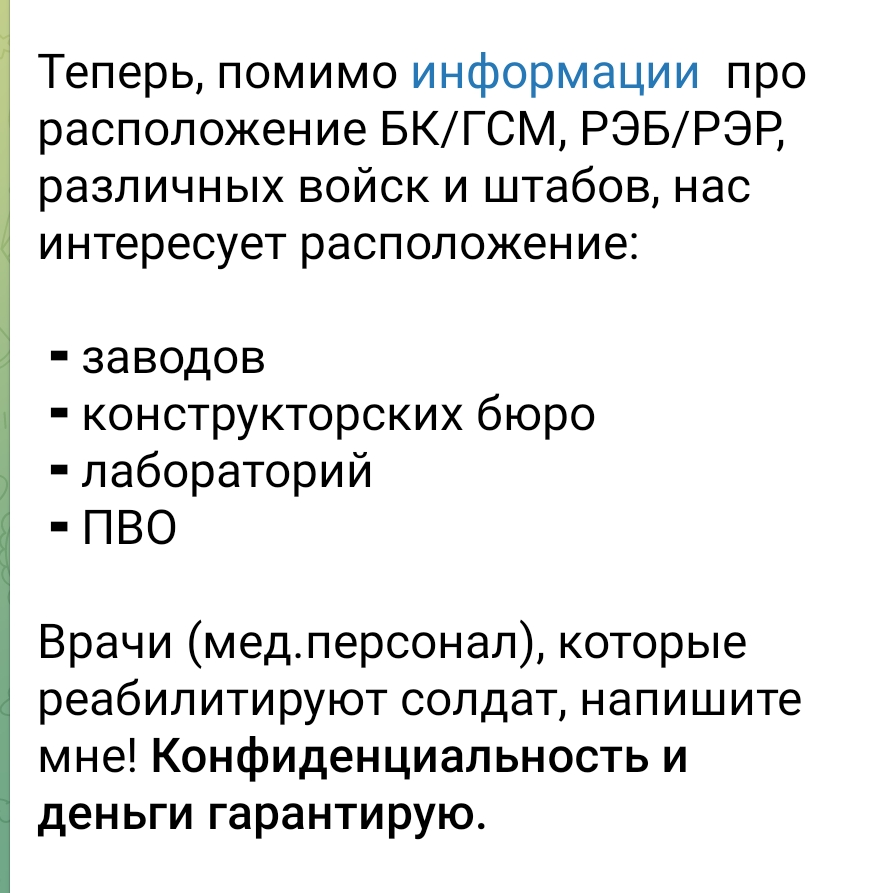 Теперь, помимо информации про
расположение БК/ГСМ, РЭБ/РЭР,
различных войск и штабов, нас
интересует расположение:
- заводов
- конструкторских бюро
- лабораторий
- ПВО
Врачи (мед.персонал), которые
реабилитируют солдат, напишите
мне! Конфиденциальность и
деньги гарантирую.